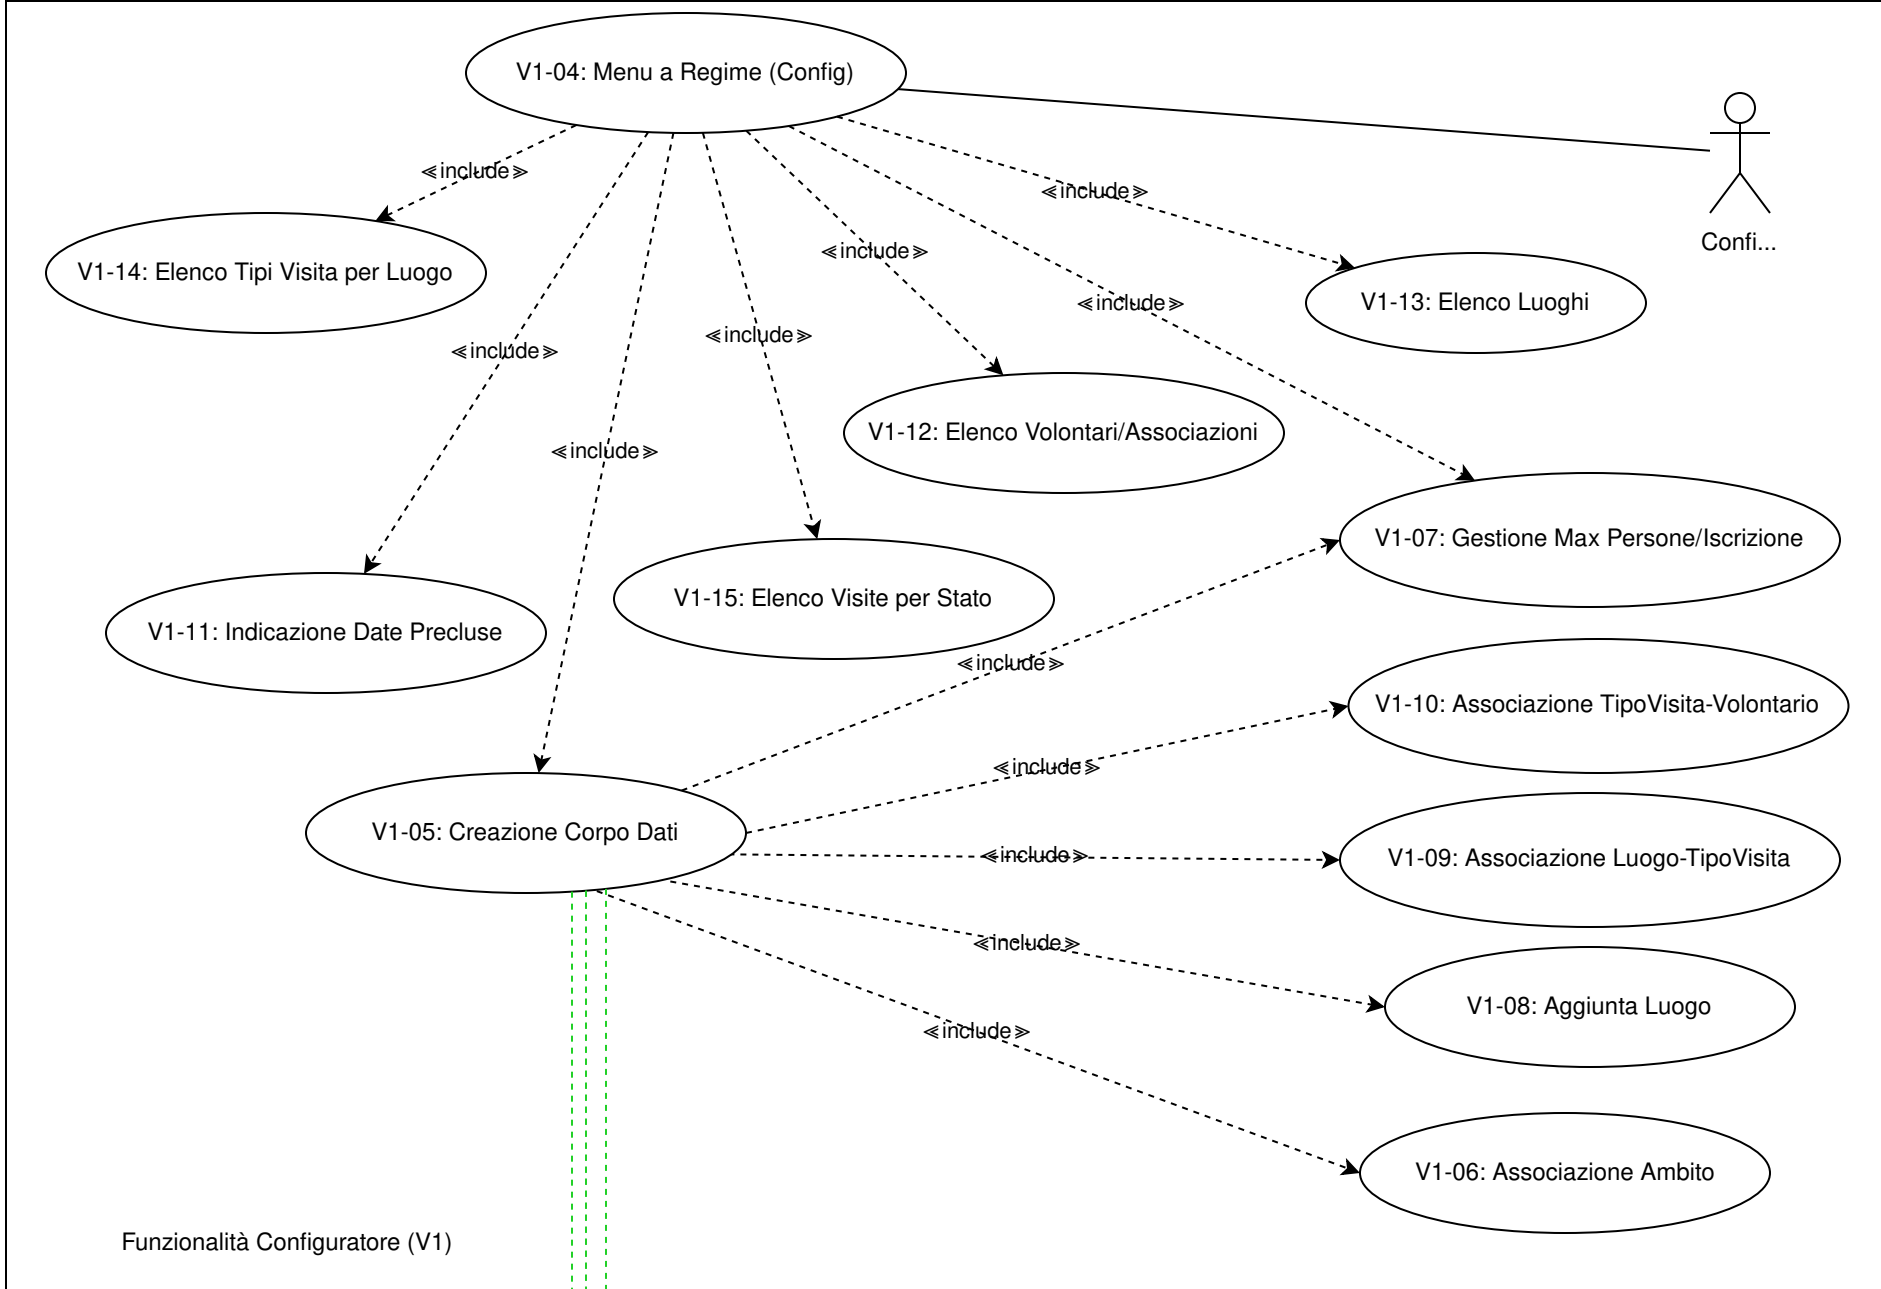 V1-04: Menu a Regime (Config)
≪include≫
≪include≫
Confi...
≪include≫
V1-14: Elenco Tipi Visita per Luogo
≪include≫
V1-13: Elenco Luoghi
≪include≫
≪include≫
V1-12: Elenco Volontari/Associazioni
≪include≫
V1-07: Gestione Max Persone/Iscrizione
V1-15: Elenco Visite per Stato
V1-11: Indicazione Date Precluse
≪include≫
V1-10: Associazione TipoVisita-Volontario
≪include≫
V1-05: Creazione Corpo Dati
≪include≫
V1-09: Associazione Luogo-TipoVisita
≪include≫
V1-08: Aggiunta Luogo
≪include≫
V1-06: Associazione Ambito
Funzionalità Configuratore (V1)